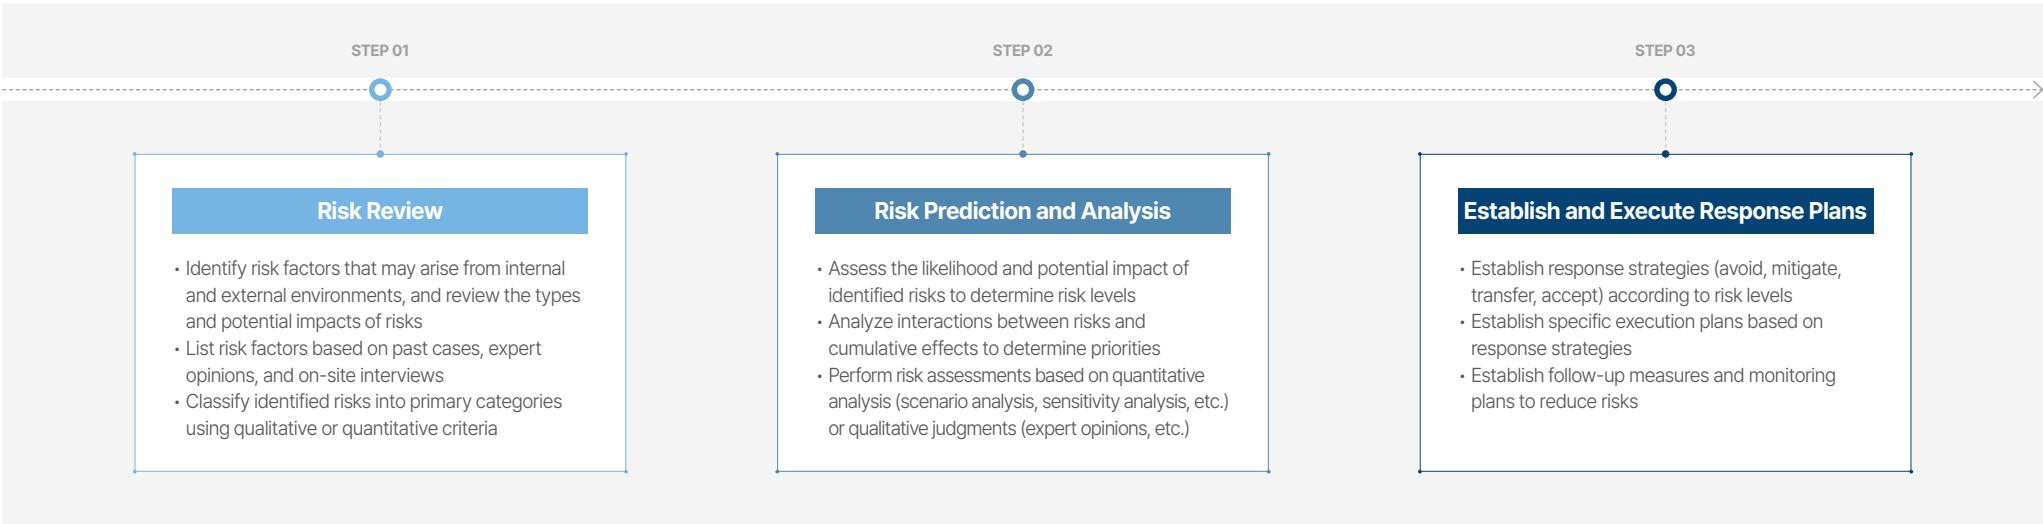 STEP 01
Risk Review
• Identify risk factors that may arise from internal
and external environments, and review the types
and potential impacts of risks
• List risk factors based on past cases, expert
opinions, and on-site interviews
• Classify identified risks into primary categories
using qualitative or quantitative criteria
STEP 02
Risk Prediction and Analysis
• Assess the likelihood and potential impact of
identified risks to determine risk levels
• Analyze interactions between risks and
cumulative effects to determine priorities
• Perform risk assessments based on quantitative
analysis (scenario analysis, sensitivity analysis, etc.)
or qualitative judgments (expert opinions, etc.)
STEP 03
Establish and Execute Response Plans
• Establish response strategies (avoid, mitigate,
transfer, accept) according to risk levels
• Establish specific execution plans based on
response strategies
• Establish follow-up measures and monitoring
plans to reduce risks